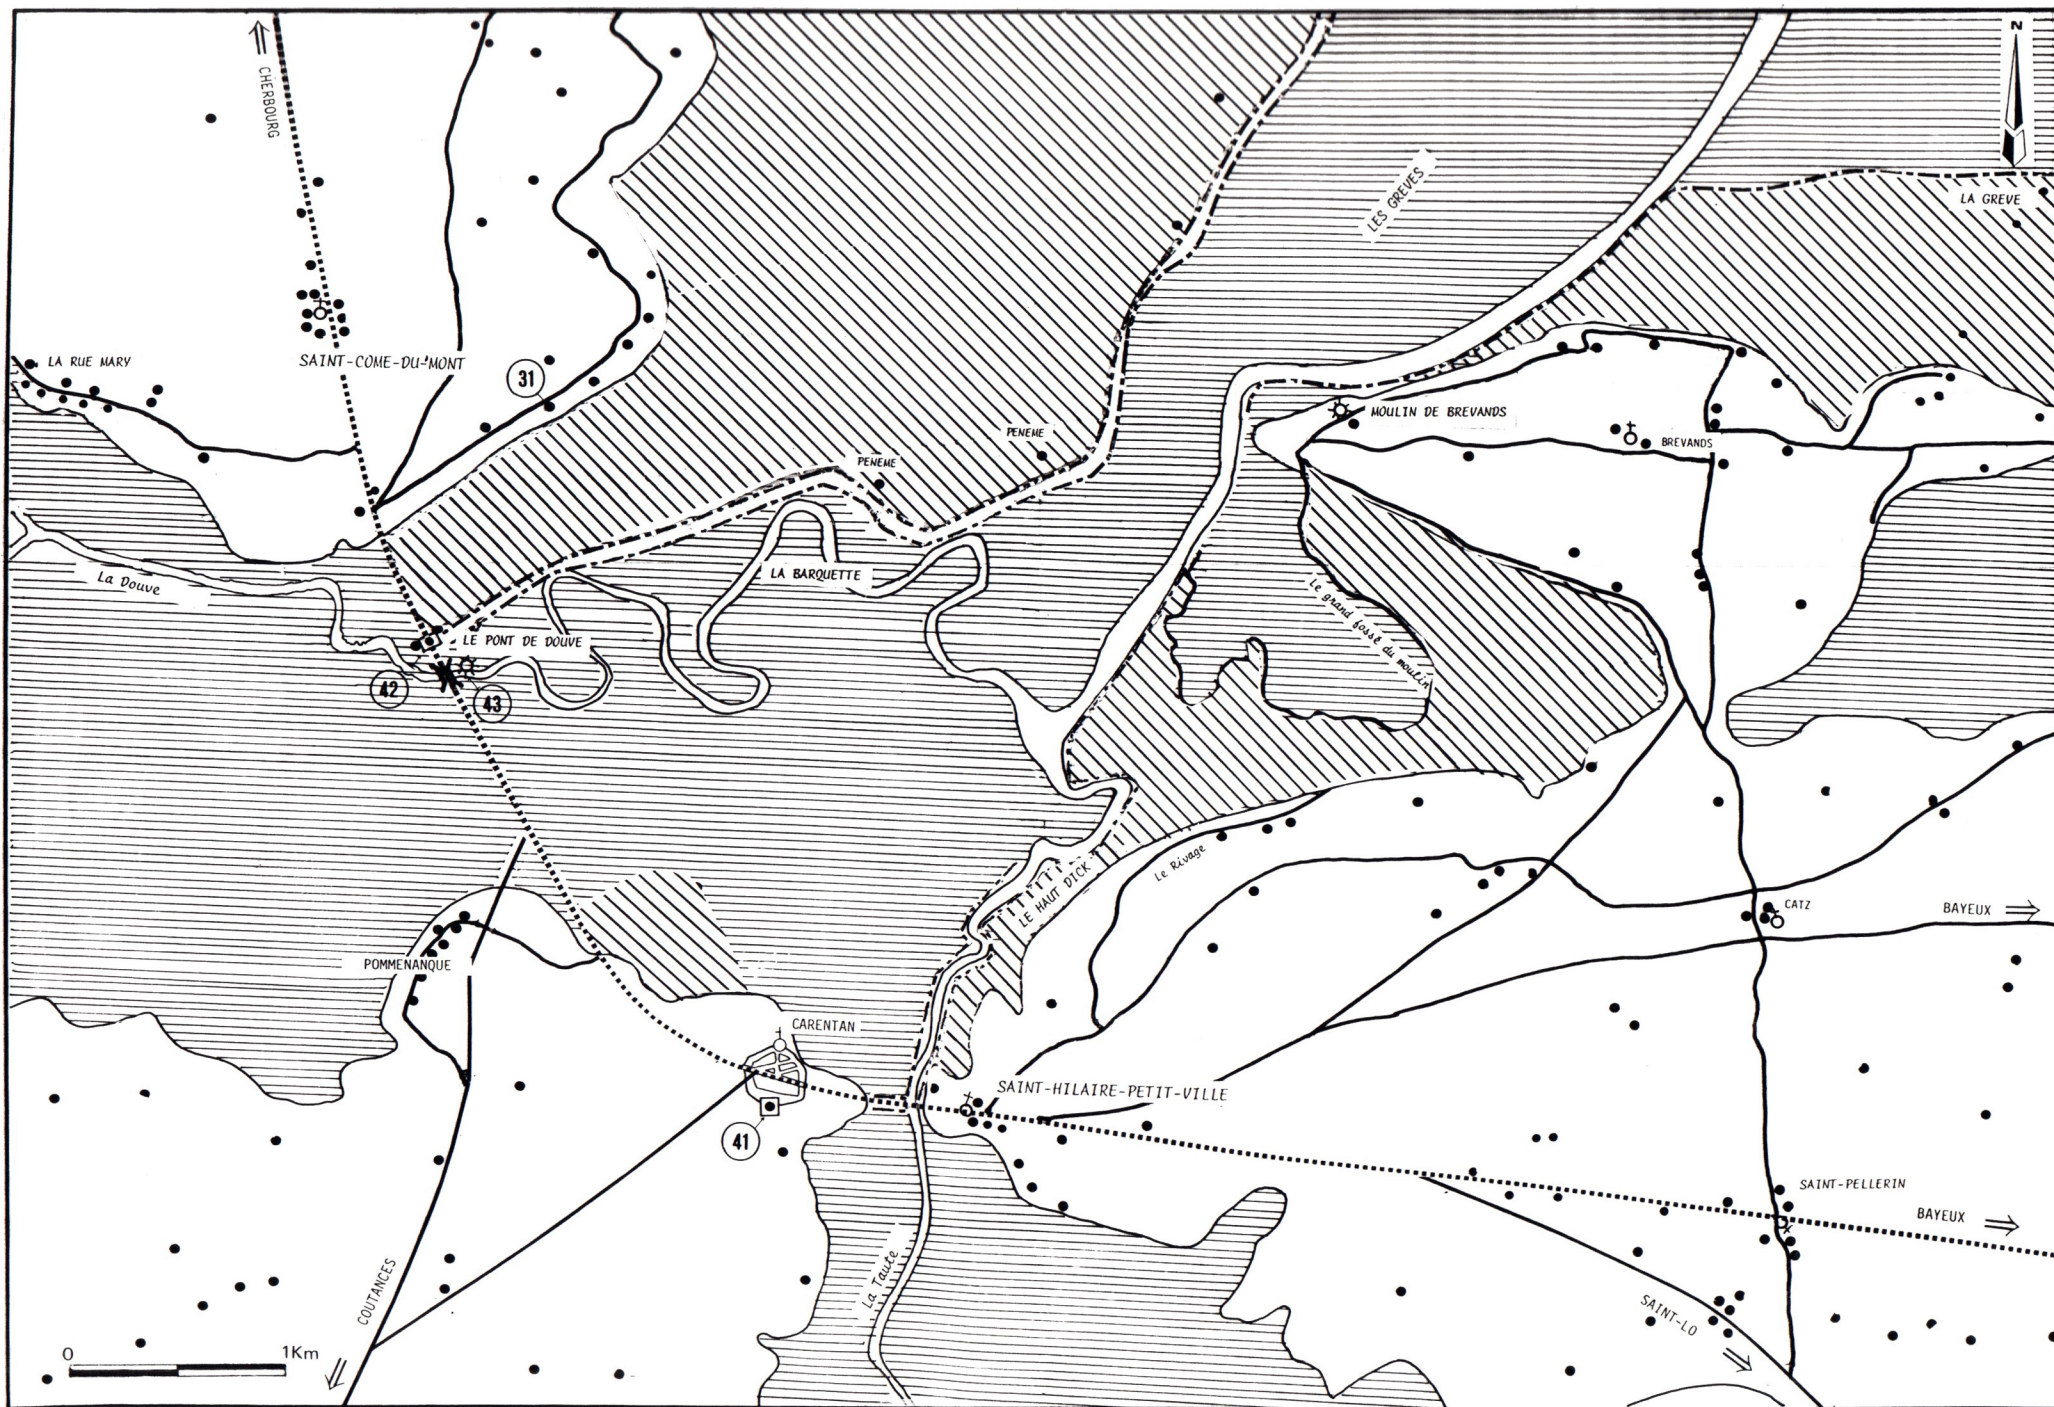 N
CHERBOURG
LES GREVES
LA GREVE
LA RUE MARY
SAINT-COME-DU-MONT
31
MOULIN DE BREVANDS
PENEME
BREVANDS
PENEME
La Douve
LA BARQUETTE
Le grand fossé du moulin
LE PONT DE DOUVE
42
43
Le Rivage
LE HAUT DICK
CATZ
BAYEUX
POMMENANQUE
CARENTAN
SAINT-HILAIRE-PETIT-VILLE
41
SAINT-PELLERIN
BAYEUX
La Taute
COUTANCES
SAINT-LO
0 1Km